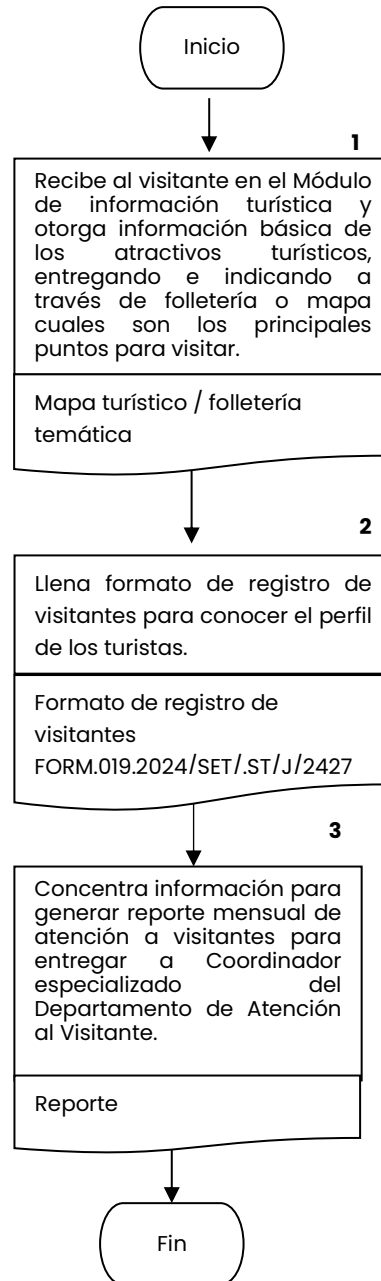 Inicio
1
Recibe al visitante en el Módulo
de información turística y
otorga información básica de
los atractivos turísticos,
entregando e indicando a
través de folletería o mapa
cuales son los principales
puntos para visitar.
Mapa turístico / folletería
temática
2
Llena formato de registro de
visitantes para conocer el perfil
de los turistas.
Formato de registro de
visitantes
FORM.019.2024/SET/.ST/J/2427
3
Concentra información para
generar reporte mensual de
atención a visitantes para
entregar a Coordinador
especializado del
Departamento de Atención
al Visitante.
Reporte
Fin